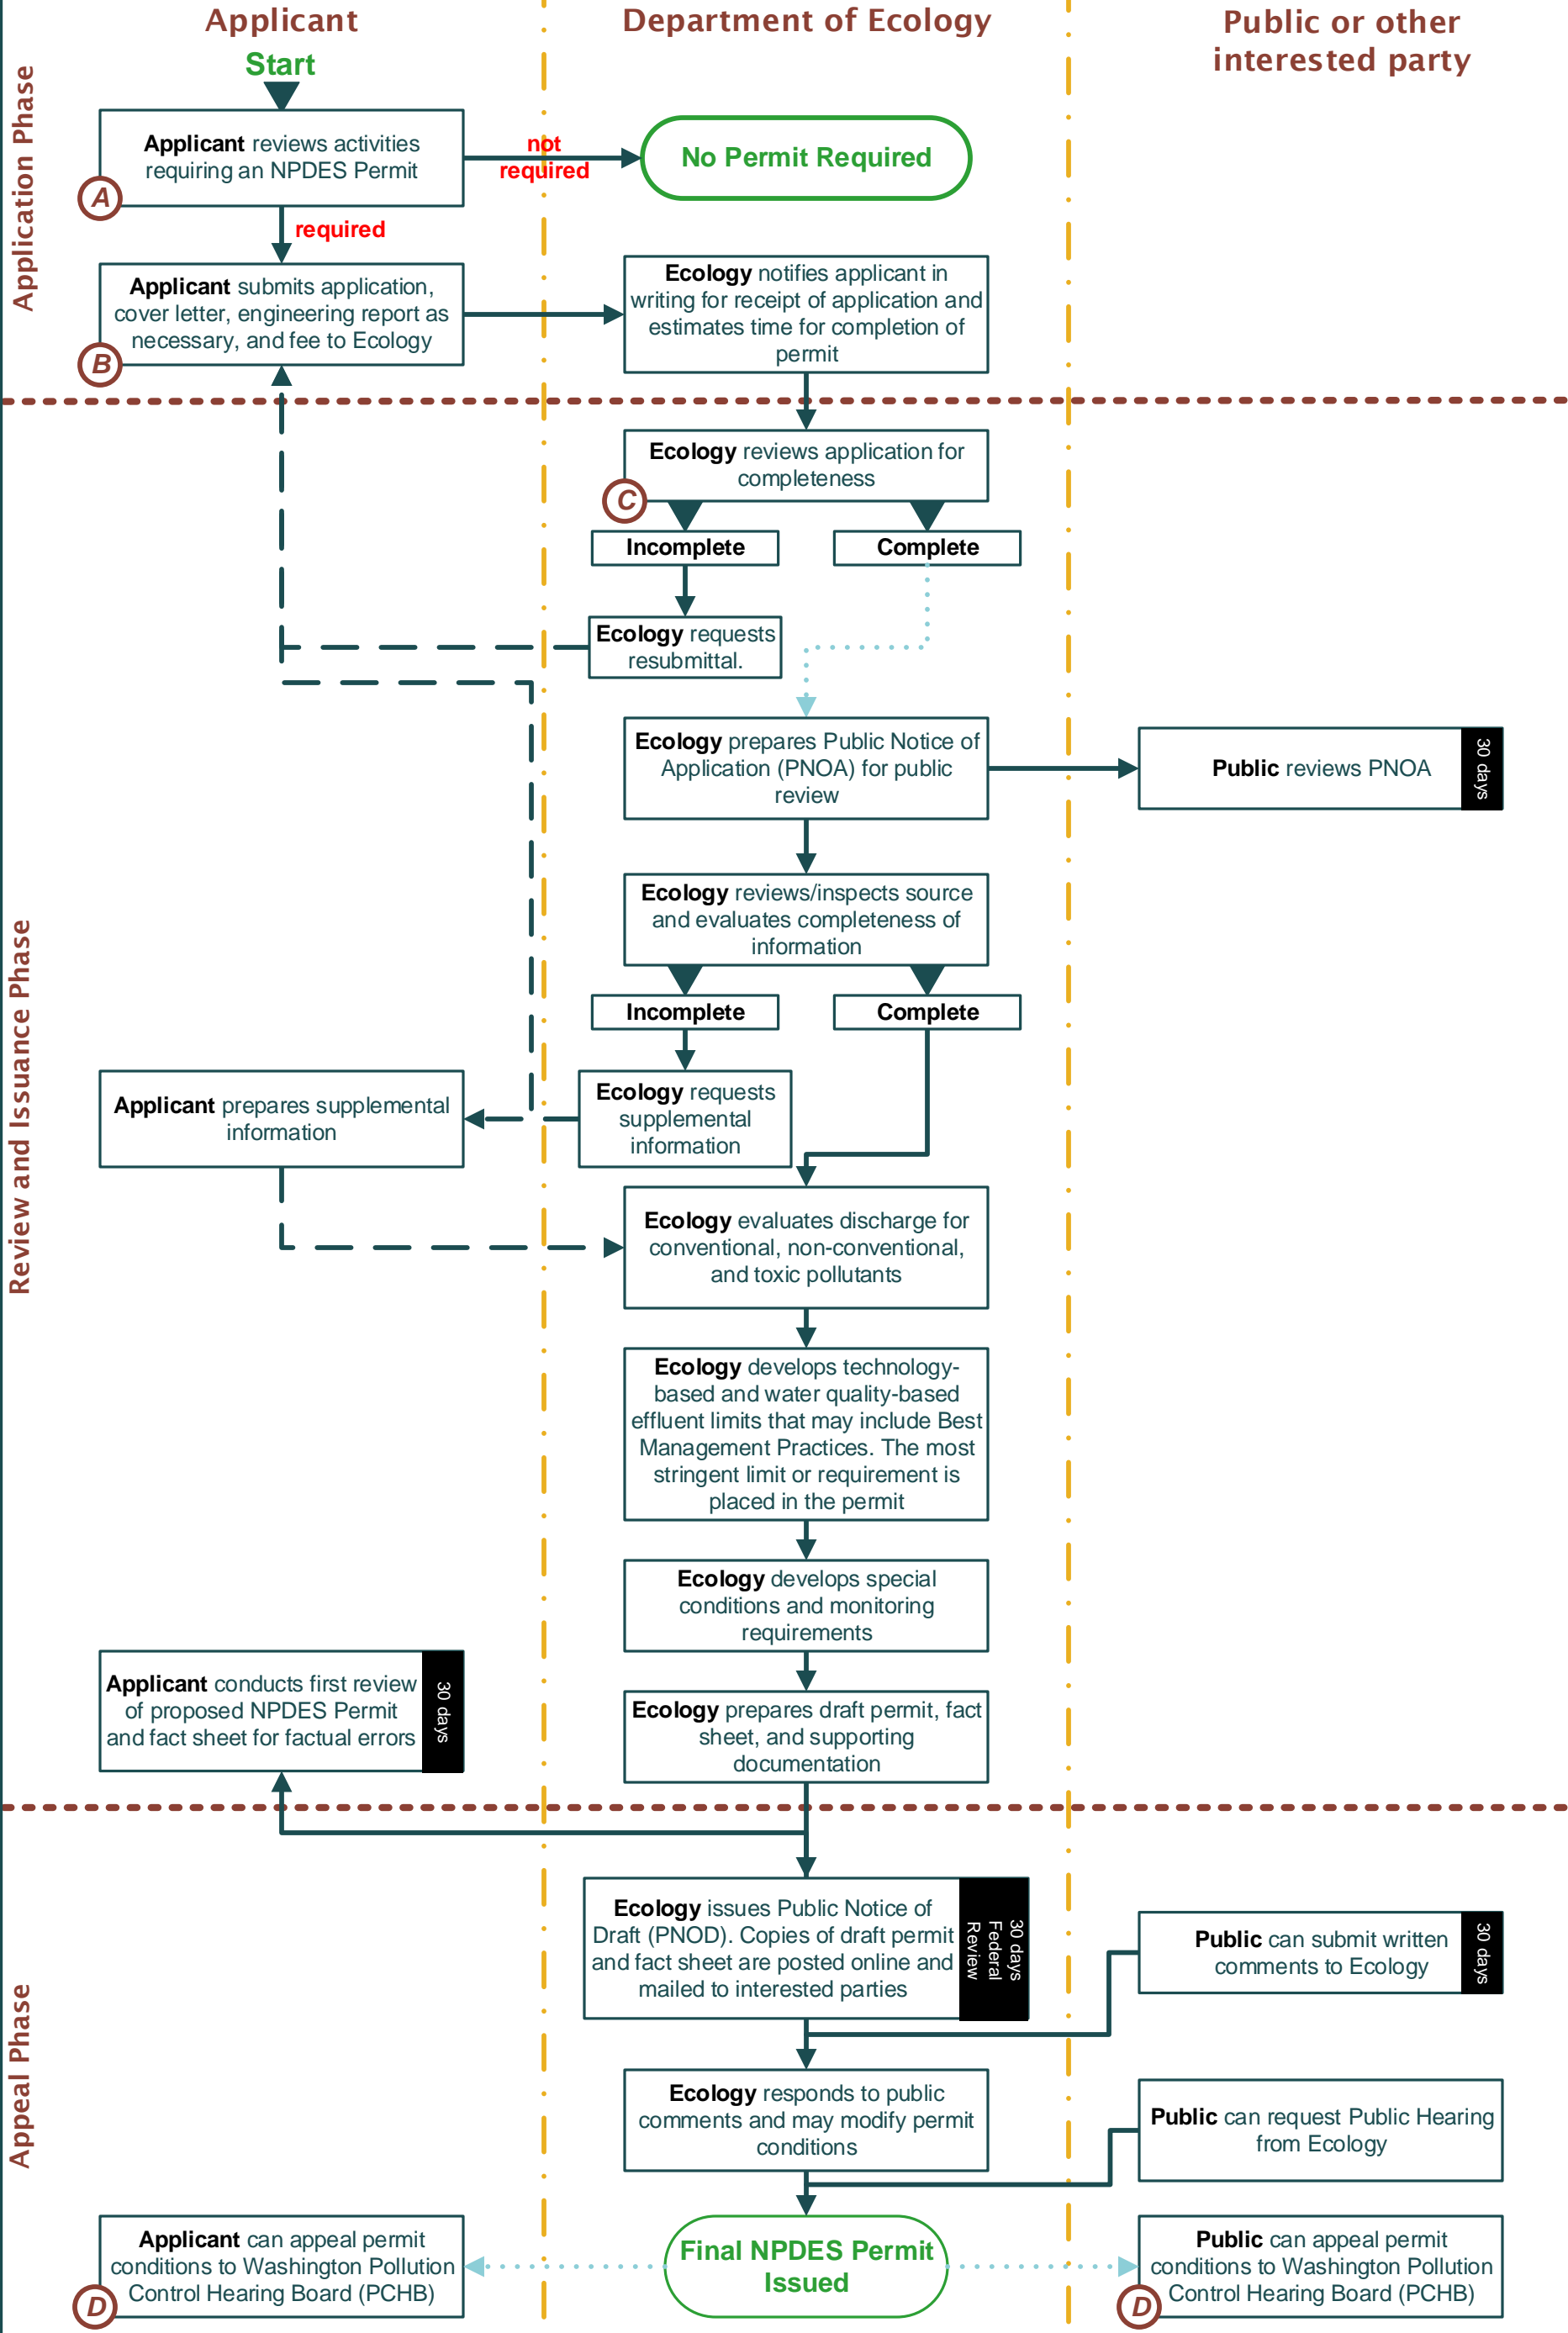 Applicant
Department of Ecology
Public or other
interested party
Application Phase
Start
Applicant reviews activities
requiring an NPDES Permit
A
not
required
No Permit Required
required
Applicant submits application,
cover letter, engineering report as
necessary, and fee to Ecology
B
Ecology notifies applicant in
writing for receipt of application and
estimates time for completion of
permit
Review and Issuance Phase
Ecology reviews application for
completeness
C
Incomplete
Complete
Ecology requests
resubmittal.
Ecology prepares Public Notice of
Application (PNOA) for public
review
Public reviews PNOA
30 days
Ecology reviews/inspects source
and evaluates completeness of
information
Incomplete
Complete
Applicant prepares supplemental
information
Ecology requests
supplemental
information
Ecology evaluates discharge for
conventional, non-conventional,
and toxic pollutants
Ecology develops technology-
based and water quality-based
effluent limits that may include Best
Management Practices. The most
stringent limit or requirement is
placed in the permit
Ecology develops special
conditions and monitoring
requirements
Applicant conducts first review
of proposed NPDES Permit
and fact sheet for factual errors
30 days
Ecology prepares draft permit, fact
sheet, and supporting
documentation
Appeal Phase
Ecology issues Public Notice of
Draft (PNOD). Copies of draft permit
and fact sheet are posted online and
mailed to interested parties
30 days
Federal
Review
Public can submit written
comments to Ecology
30 days
Ecology responds to public
comments and may modify permit
conditions
Public can request Public Hearing
from Ecology
Applicant can appeal permit
conditions to Washington Pollution
Control Hearing Board (PCHB)
D
Final NPDES Permit
Issued
Public can appeal permit
conditions to Washington Pollution
Control Hearing Board (PCHB)
D